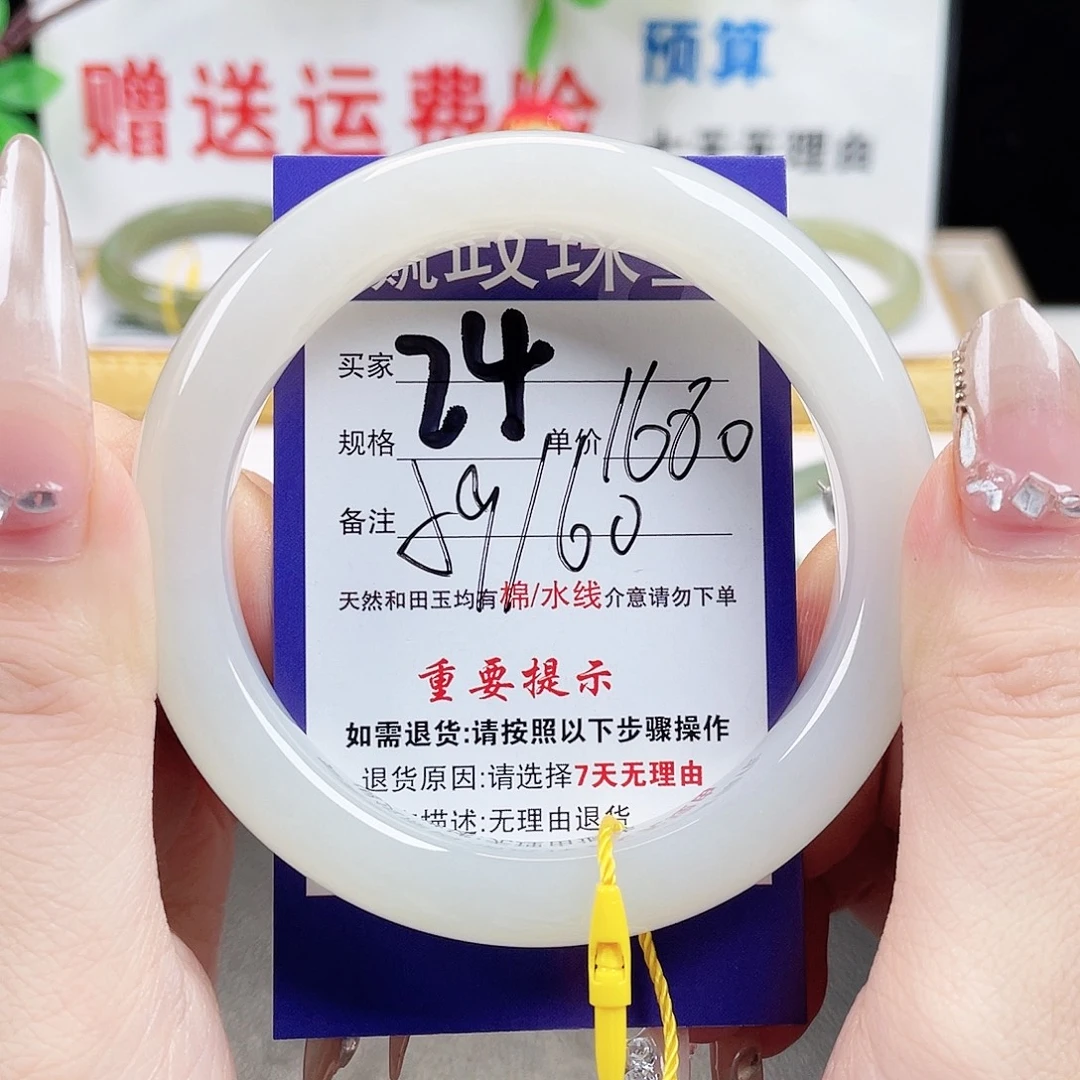 赠送运费险
预算
七天无理由
政珠
买家 24
规格 单价 1680
59/60
备注
天然和田玉均有棉/水线介意请勿下单
重要提示
如需退货:请按照以下步骤操作
退货原因:请选择7天无理由
描述:无理由退货